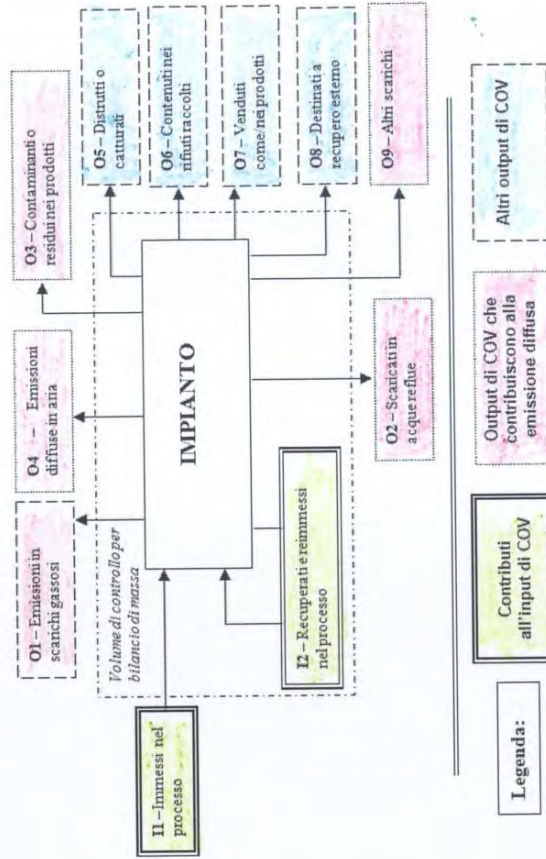 O1 – Emissioni in
scarichi gassosi
O4 – Emissioni
diffuse in aria
O3 – Contaminanti o
residui nei prodotti
Volume di controllo per
bilancio di massa
I1 – Immessi nel
processo
IMPIANTO
O5 – Distrutti o
catturati
O6 – Contenuti nei
rifiuti raccolti
O7 – Venduti
come/nei prodotti
O8 – Destinati a
recupero esterno
O9 – Altri scarichi
I2 – Recuperati e reimmessi
nel processo
O2 – Scaricati in
acque reflue
Legenda:
Contributi
all'input di COV
Output di COV che
contribuiscono alla
emissione diffusa
Altri output di COV